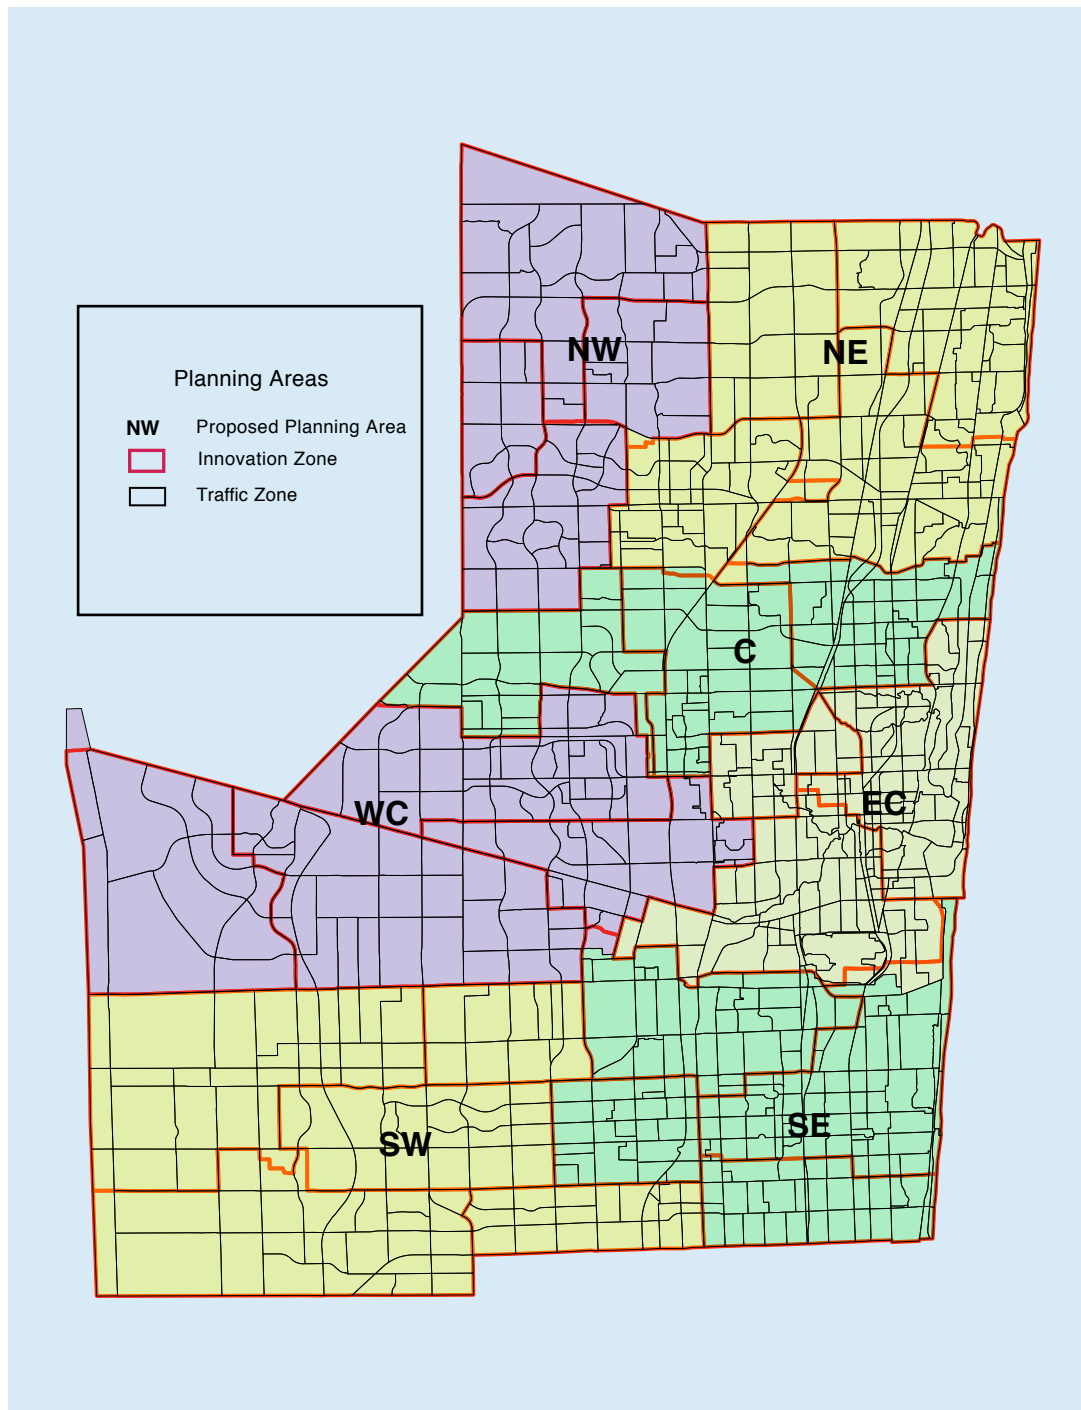 NW
NE
Planning Areas
NW Proposed Planning Area
Innovation Zone
Traffic Zone
C
WC
EC
SW
SE